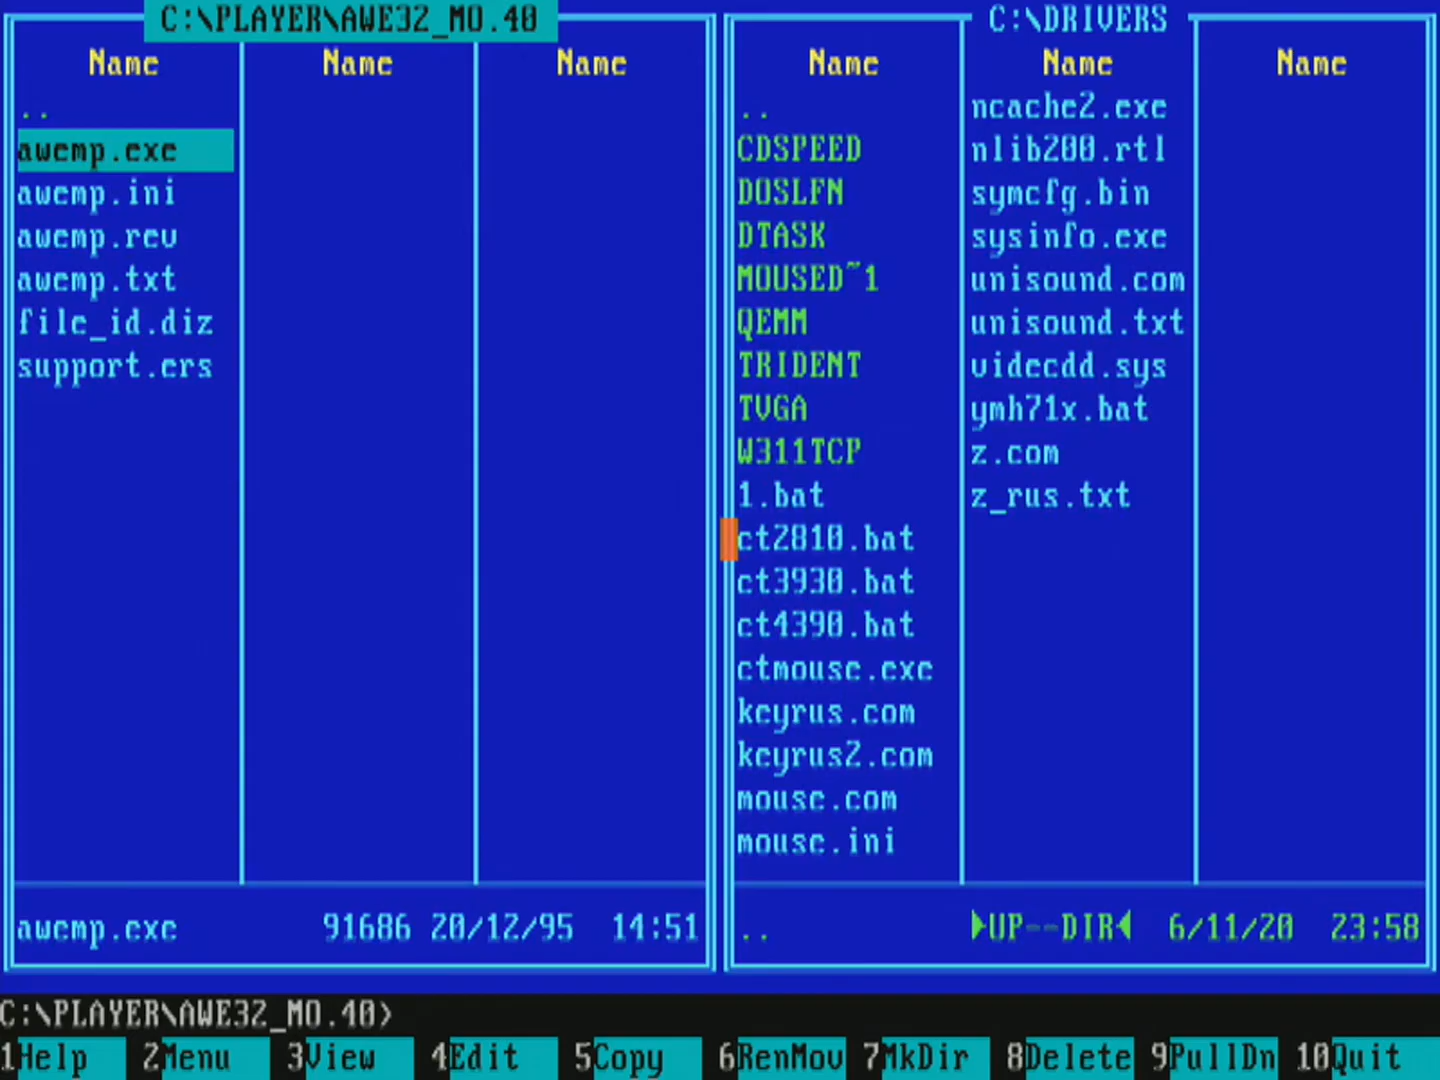 C:\PLAYER\AWE32_MO.40
Name Name Name
..
awemp.exe
awemp.ini
awemp.rev
awemp.txt
file_id.diz
support.ers
awemp.exe 91686 20/12/95 14:51
C:\DRIVERS
Name Name Name
..
CDSPEED
DOSLFN
DTASK
MOUSED~1
QEMM
TRIDENT
TVGA
W311TCP
1.bat
ct2810.bat
ct3930.bat
ct4390.bat
ctmouse.exe
keyrus.com
keyrus2.com
mouse.com
mouse.ini
ncache2.exe
nlib200.rtl
symcfg.bin
sysinfo.exe
unisound.com
unisound.txt
videcdd.sys
ymh71x.bat
z.com
z_rus.txt
.. ►UP--DIR◄ 6/11/20 23:58
C:\PLAYER\AWE32_MO.40>
1Help 2Menu 3View 4Edit 5Copy 6RenMov 7MkDir 8Delete 9PullDn 10Quit